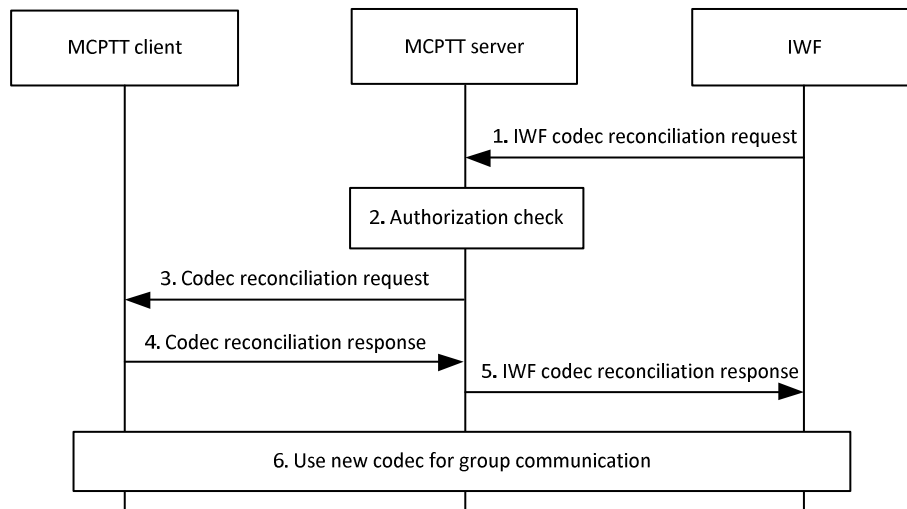 MCPTT client
MCPTT server
IWF
1. IWF codec reconciliation request
2. Authorization check
3. Codec reconciliation request
4. Codec reconciliation response
5. IWF codec reconciliation response
6. Use new codec for group communication